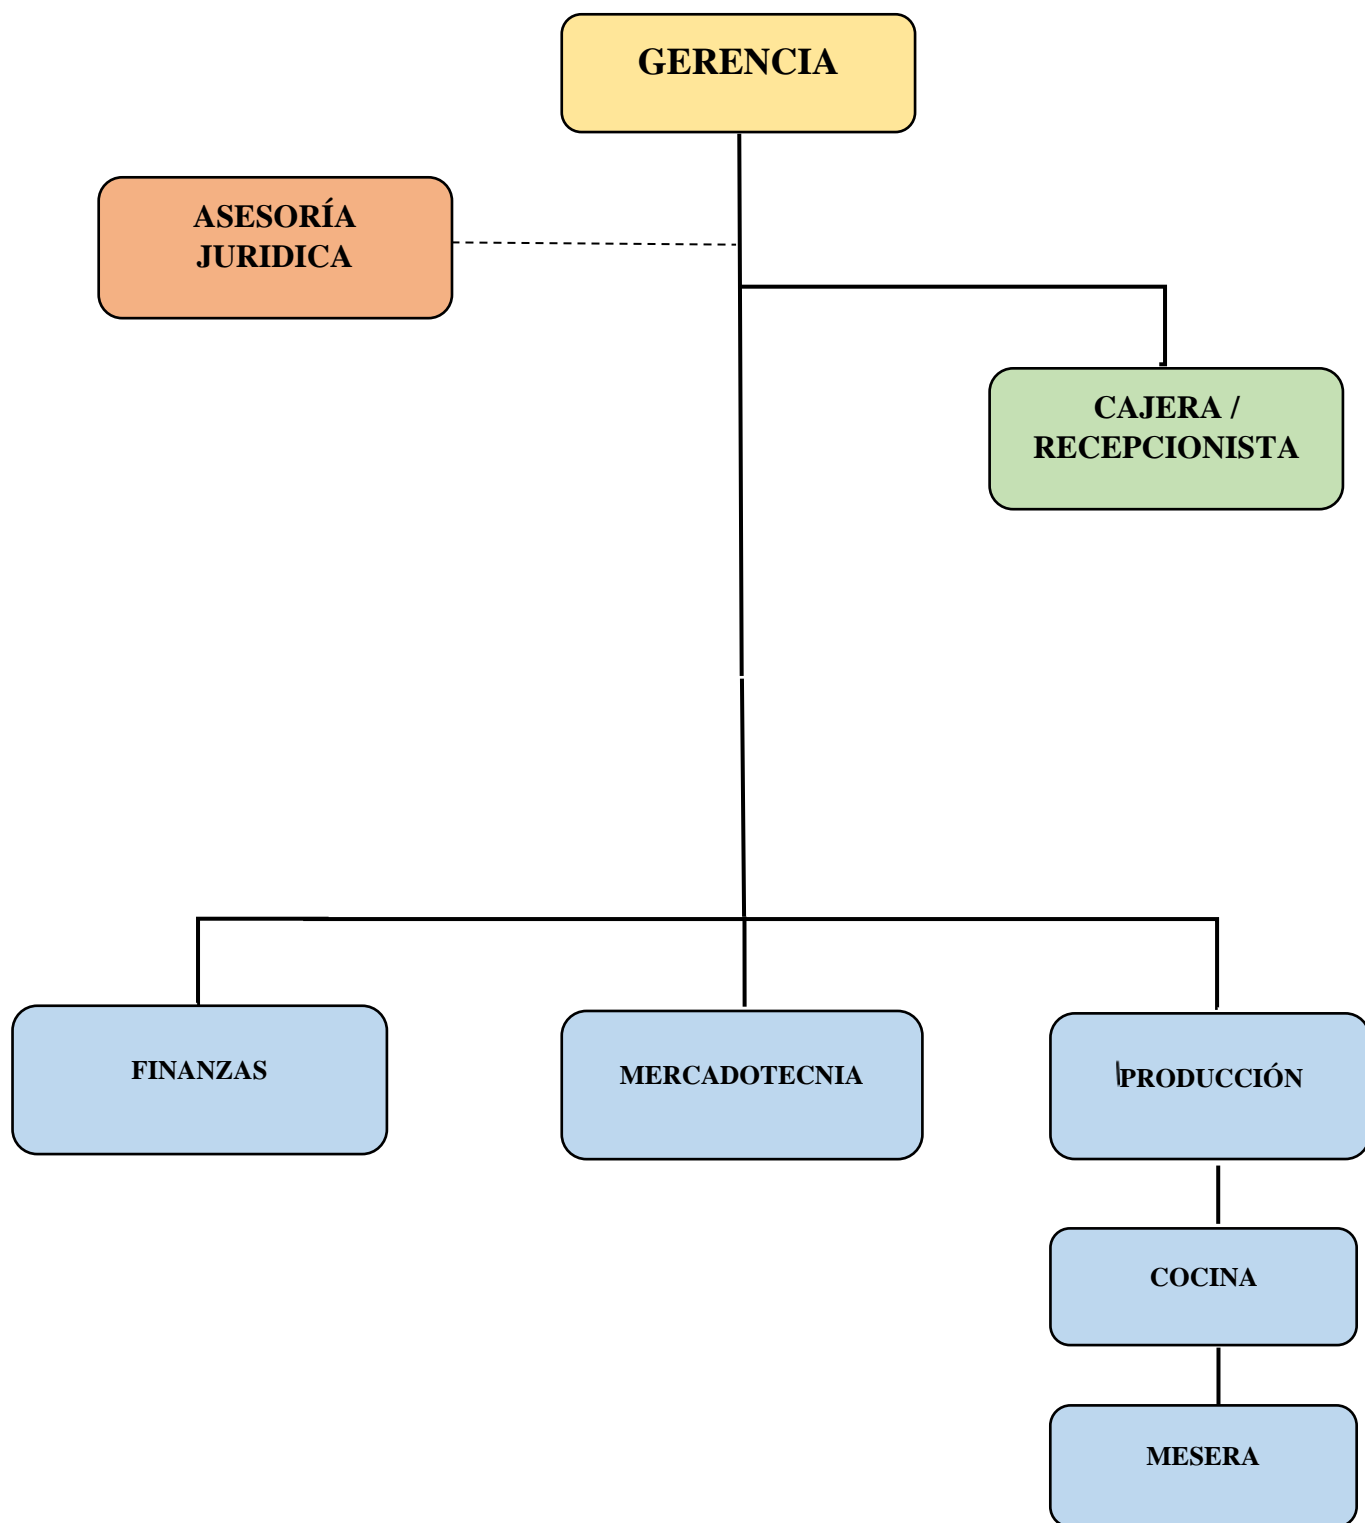 GERENCIA
ASESORÍA
JURIDICA
CAJERA /
RECEPCIONISTA
FINANZAS
MERCADOTECNIA
PRODUCCIÓN
COCINA
MESERA